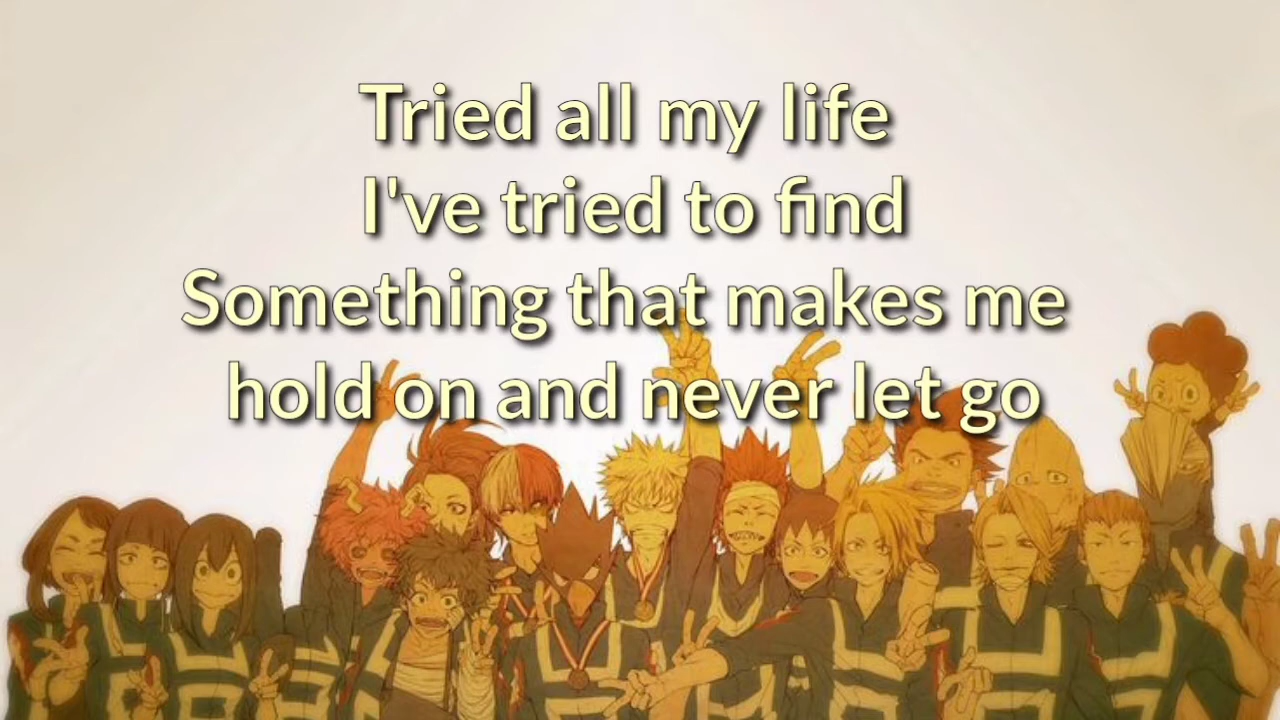 Tried all my life
I've tried to find
Something that makes me
hold on and never let go